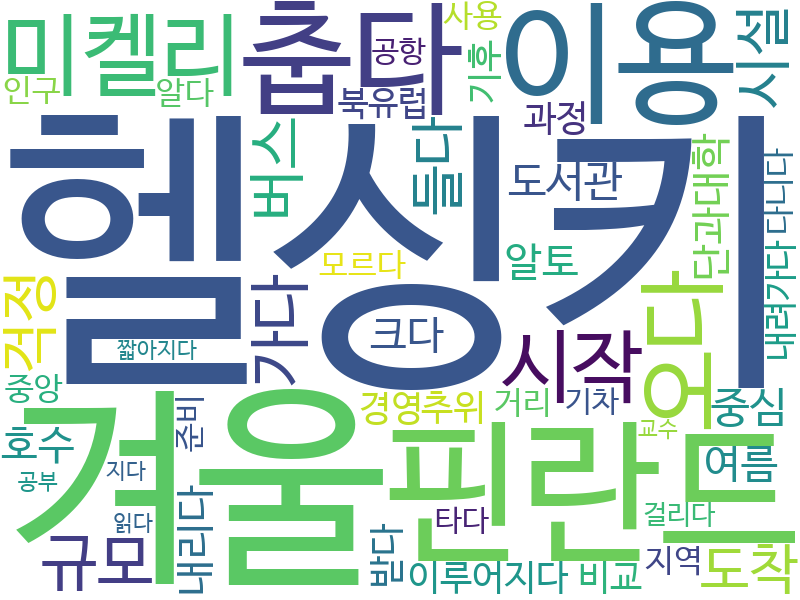 미켈리
춥다
이용
사용
공항
기후
시설
인구
알다
북유럽
과정
헬싱키
버스
들다
도서관
단과대학
다니다
모르다
알토
내려가다
걱정
가다
크다
오다
짧아지다
시작
중앙
겨울
핀란드
경영추위
거리
기차
중심
호수
준비
교수
여름
공부
지다
내리다
읽다
타다
걸리다
규모
받다
이루어지다
비교
지역
도착